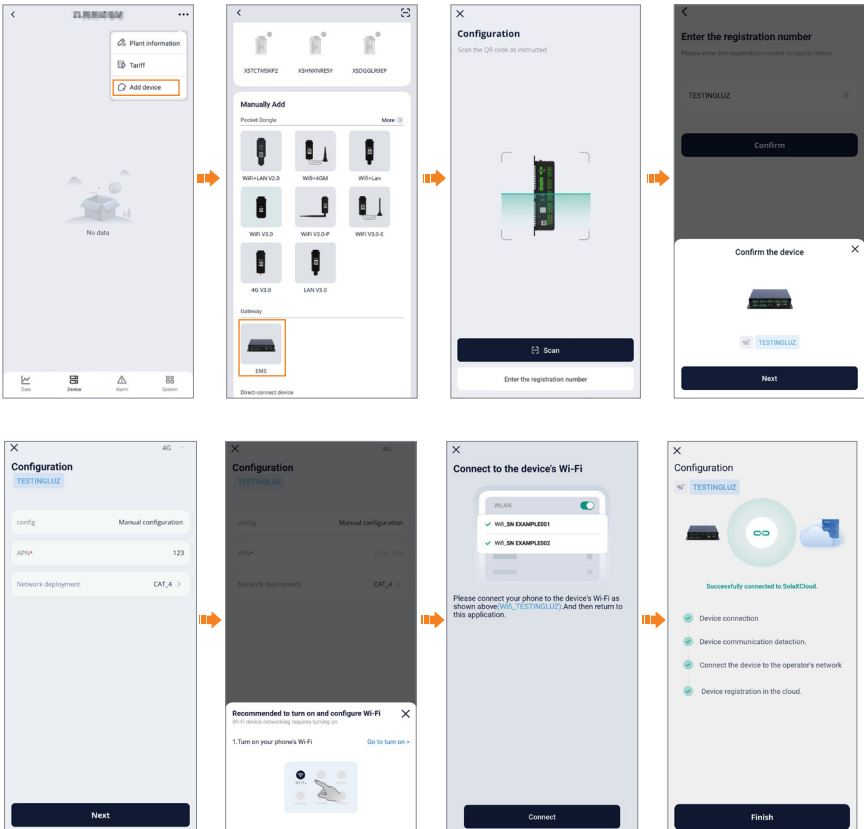 Plant information
Tariff
Add device
No data
Data
Device
Alarm
System
XSTCTMSKP2
XSHNKNRE5Y
XSDGGLR9EP
Manually Add
Pocket Dongle
More
WiFi+LAN V2.0
Wifi+4GM
Wifi+Lan
WiFi V3.0
WiFi V3.0-P
WiFi V3.0-E
4G V3.0
LAN V3.0
Gateway
EMS
Direct-connect device
Configuration
Scan the QR code as instructed
Scan
Enter the registration number
Enter the registration number
Please enter the registration number in capital letters
TESTINGLUZ
Confirm
Confirm the device
TESTINGLUZ
Next
4G
Configuration
TESTINGLUZ
config Manual configuration
APN* 123
Network deployment CAT_4 >
Next
4G
Configuration
TESTINGLUZ
config Manual configuration
APN*
Network deployment CAT_4 >
Recommended to turn on and configure Wi-Fi
Wi-Fi device networking requires turning on
1.Turn on your phone's Wi-Fi Go to turn on >
Connect to the device's Wi-Fi
WLAN
Wifi_SN EXAMPLE001
Wifi_SN EXAMPLE002
Please connect your phone to the device's Wi-Fi as
shown above(Wifi_TESTINGLUZ).And then return to
this application.
Connect
Configuration
TESTINGLUZ
Successfully connected to SolaXCloud.
Device connection
Device communication detection.
Connect the device to the operator's network
Device registration in the cloud.
Finish